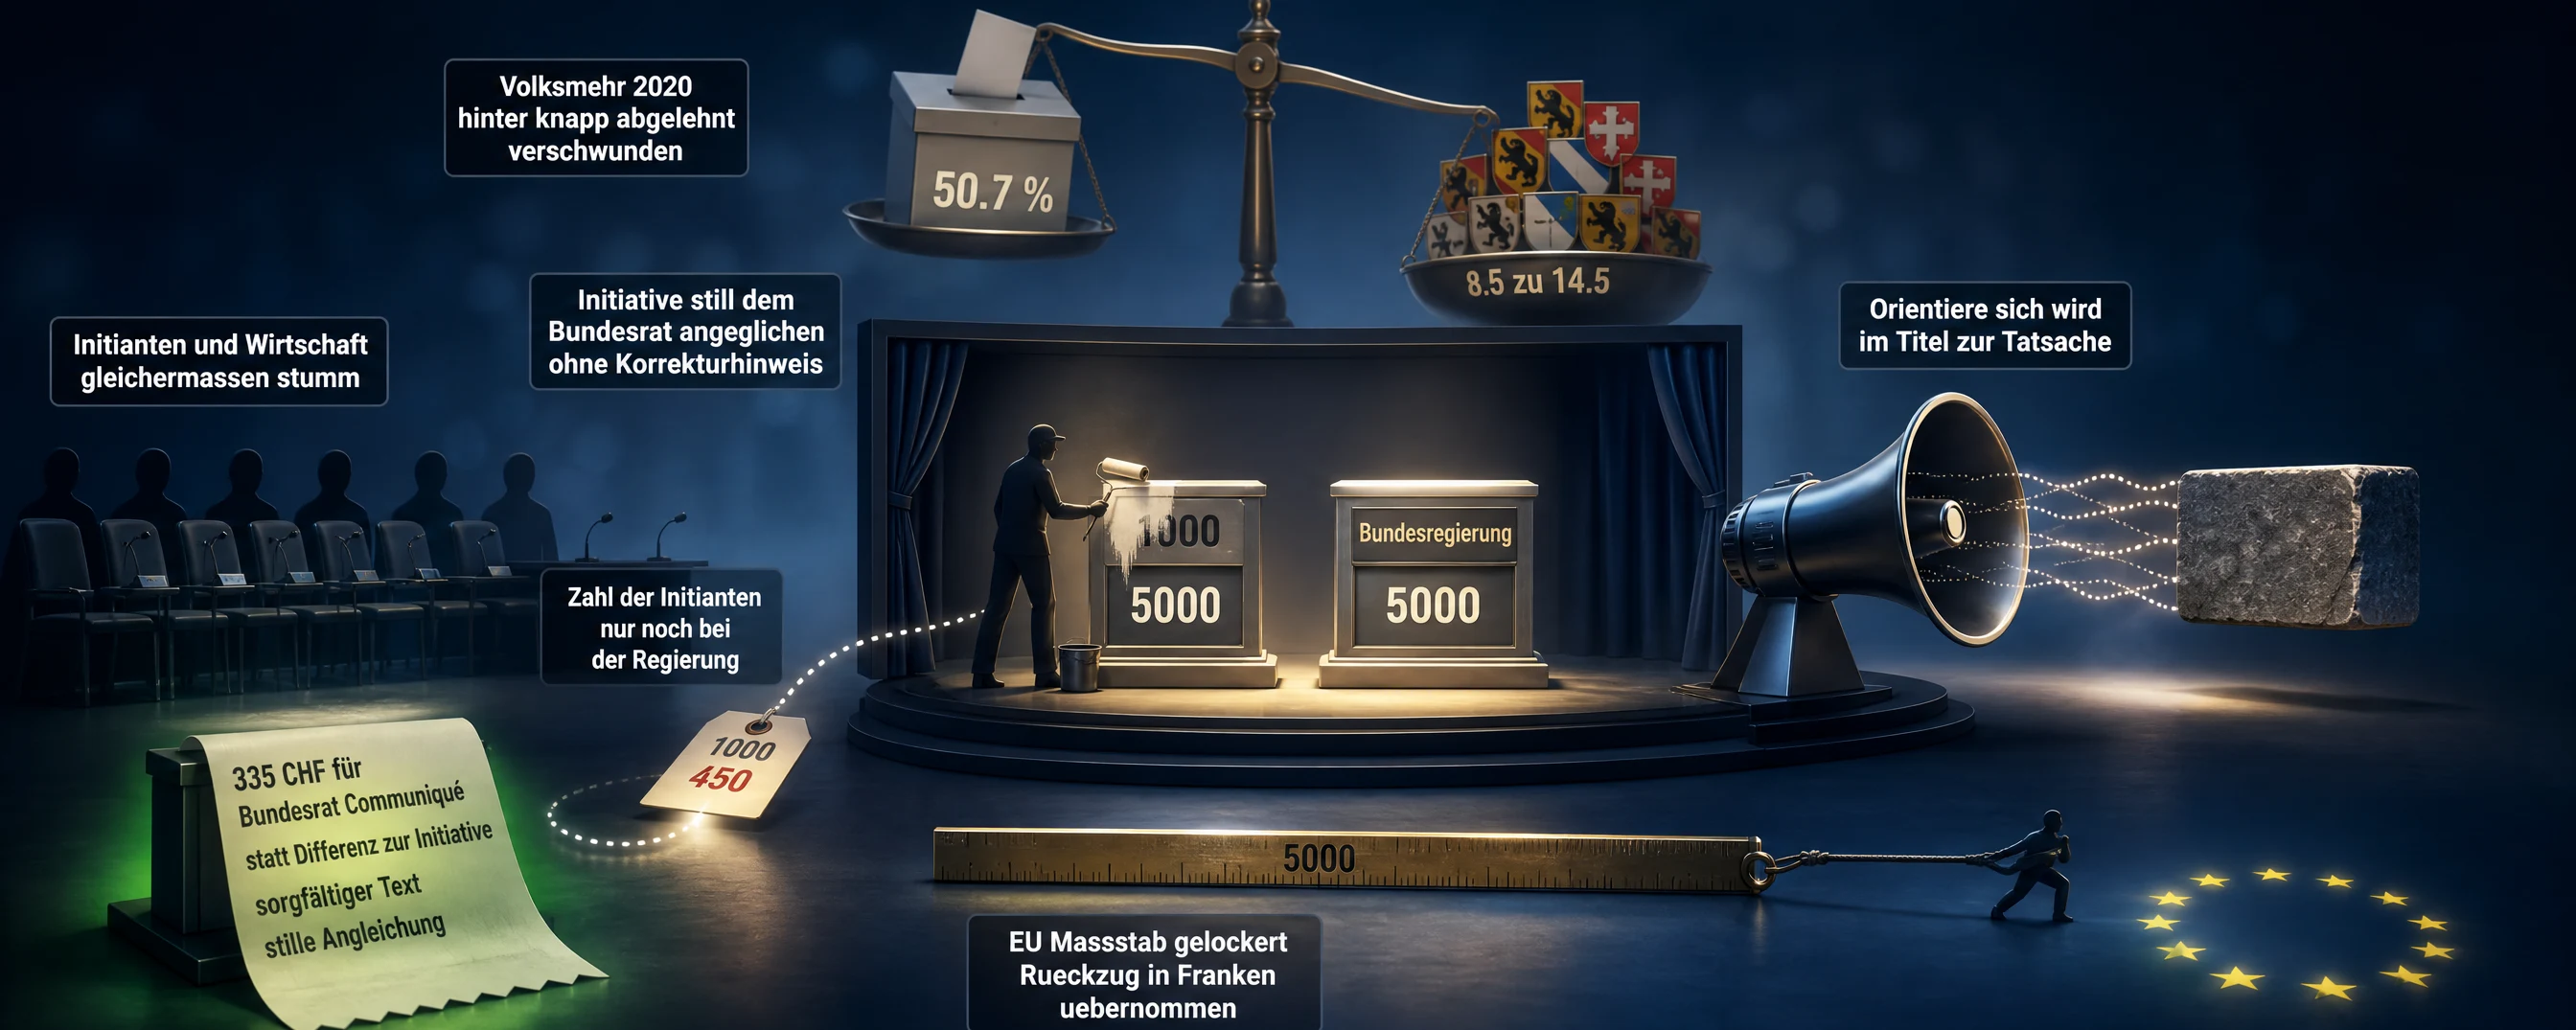 Volksmehr 2020
hinter knapp abgelehnt
verschwunden
50.7 %
8.5 zu 14.5
Initiative still dem
Bundesrat angeglichen
ohne Korrekturhinweis
Orientiere sich wird
im Titel zur Tatsache
Initianten und Wirtschaft
gleichermassen stumm
1000
5000
Bundesregierung
5000
Zahl der Initianten
nur noch bei
der Regierung
1000
450
335 CHF für
Bundesrat Communiqué
statt Differenz zur Initiative
sorgfältiger Text
stille Angleichung
5000
EU Massstab gelockert
Rueckzug in Franken
uebernommen